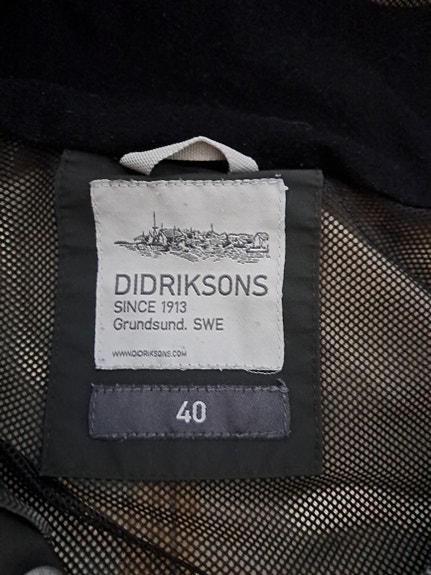 DIDRIKSONS
SINCE 1913
Grundsund. SWE
WWW.DIDRIKSONS.COM
40